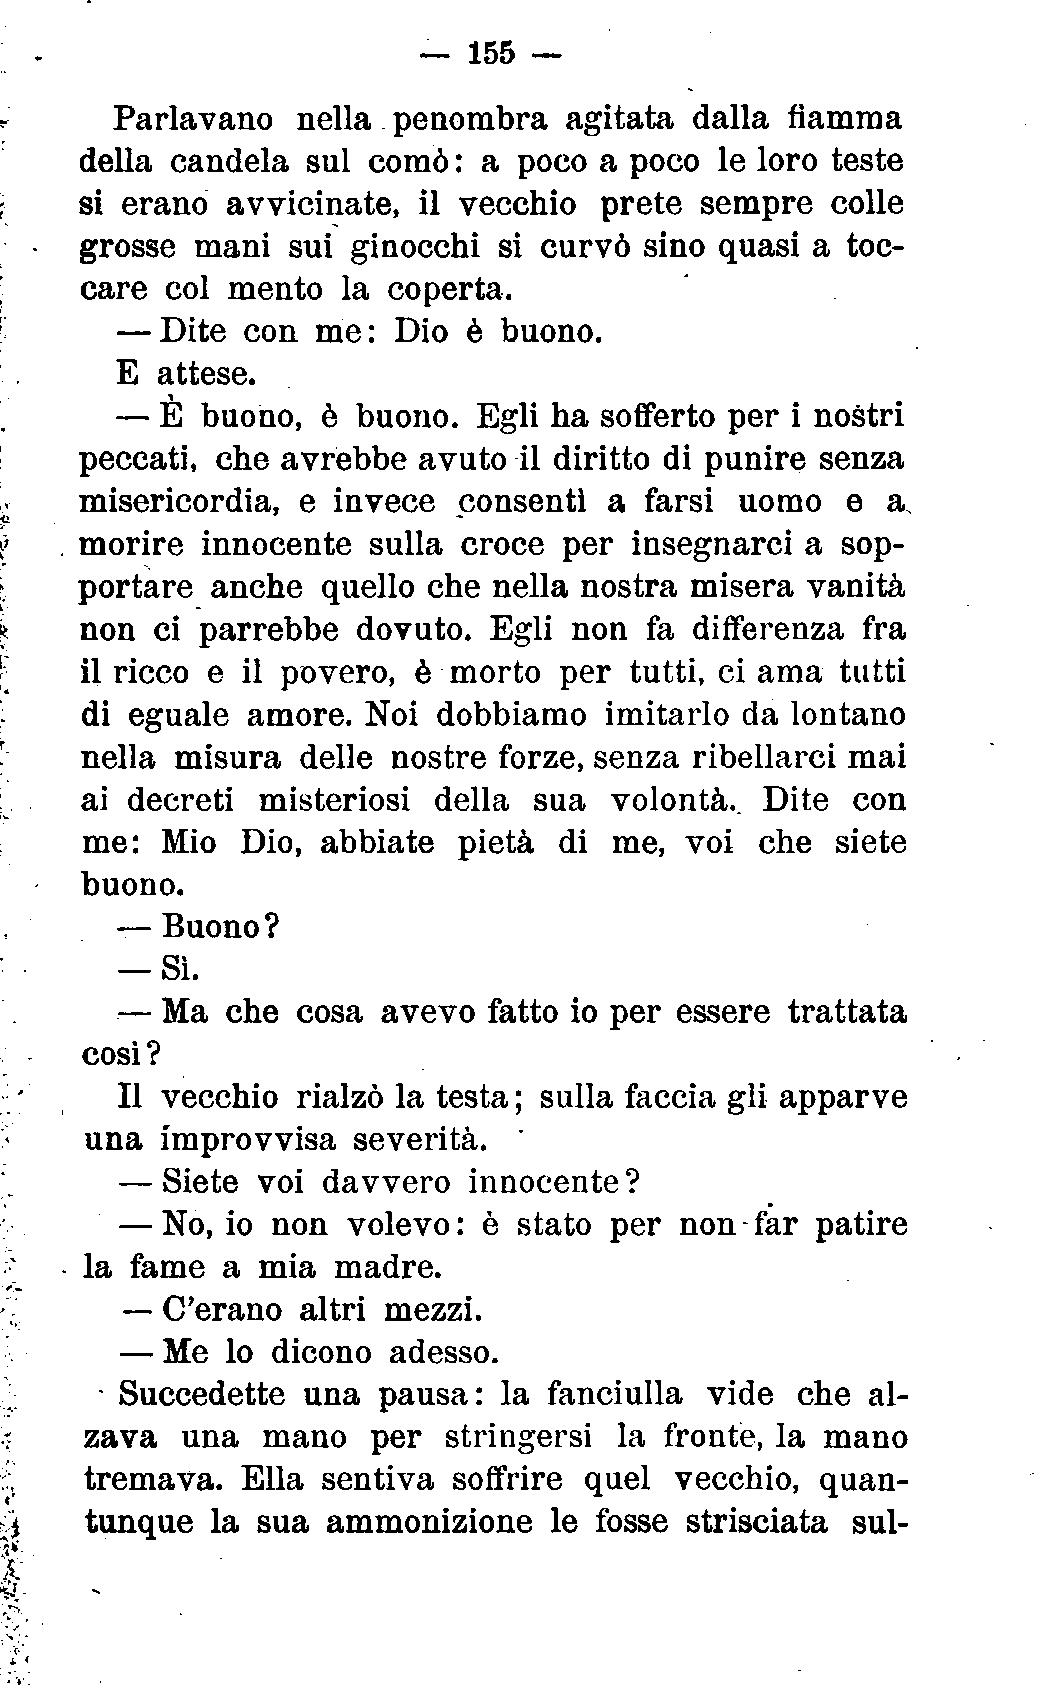 — 155 —
Parlavano nella penombra agitata dalla fiamma
della candela sul comò: a poco a poco le loro teste
si erano avvicinate, il vecchio prete sempre colle
grosse mani sui ginocchi si curvò sino quasi a toc-
care col mento la coperta.
— Dite con me: Dio è buono.
E attese.
— È buono, è buono. Egli ha sofferto per i nostri
peccati, che avrebbe avuto il diritto di punire senza
misericordia, e invece consentì a farsi uomo e a
morire innocente sulla croce per insegnarci a sop-
portare anche quello che nella nostra misera vanità
non ci parrebbe dovuto. Egli non fa differenza fra
il ricco e il povero, è morto per tutti, ci ama tutti
di eguale amore. Noi dobbiamo imitarlo da lontano
nella misura delle nostre forze, senza ribellarci mai
ai decreti misteriosi della sua volontà. Dite con
me: Mio Dio, abbiate pietà di me, voi che siete
buono.
— Buono?
— Sì.
— Ma che cosa avevo fatto io per essere trattata
così?
Il vecchio rialzò la testa; sulla faccia gli apparve
una improvvisa severità.
— Siete voi davvero innocente?
— No, io non volevo: è stato per non far patire
la fame a mia madre.
— C'erano altri mezzi.
— Me lo dicono adesso.
Succedette una pausa: la fanciulla vide che al-
zava una mano per stringersi la fronte, la mano
tremava. Ella sentiva soffrire quel vecchio, quan-
tunque la sua ammonizione le fosse strisciata sul-